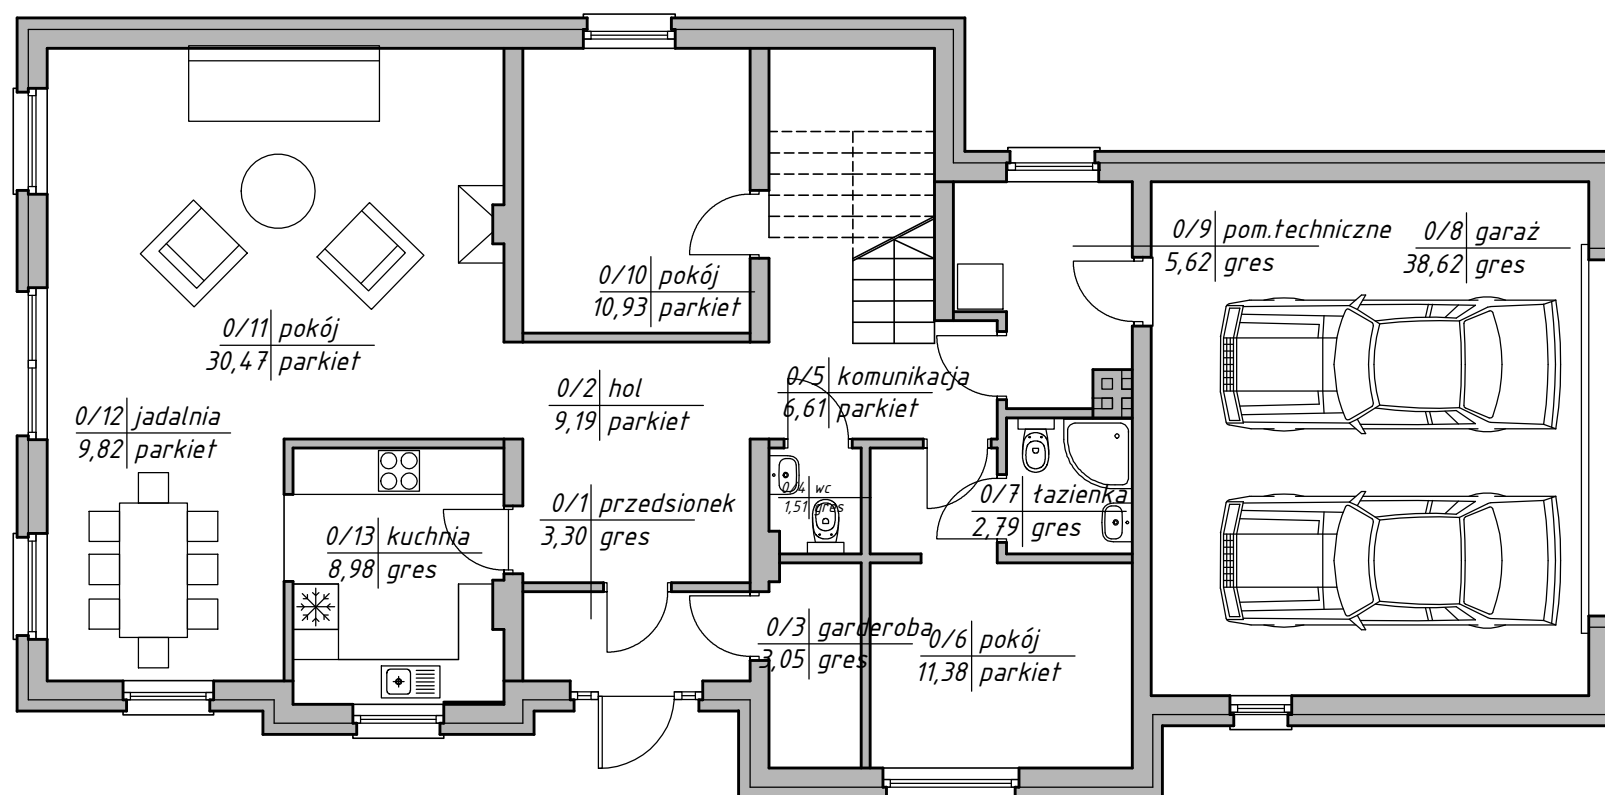 0/9 pom.techniczne
5,62 gres
0/8 garaż
38,62 gres
0/10 pokój
10,93 parkiet
0/11 pokój
30,47 parkiet
0/2 hol
9,19 parkiet
0/5 komunikacja
6,61 parkiet
0/12 jadalnia
9,82 parkiet
0/4 wc
1,51 gres
0/1 przedsionek
3,30 gres
0/7 łazienka
2,79 gres
0/13 kuchnia
8,98 gres
0/3 garderoba
3,05 gres
0/6 pokój
11,38 parkiet